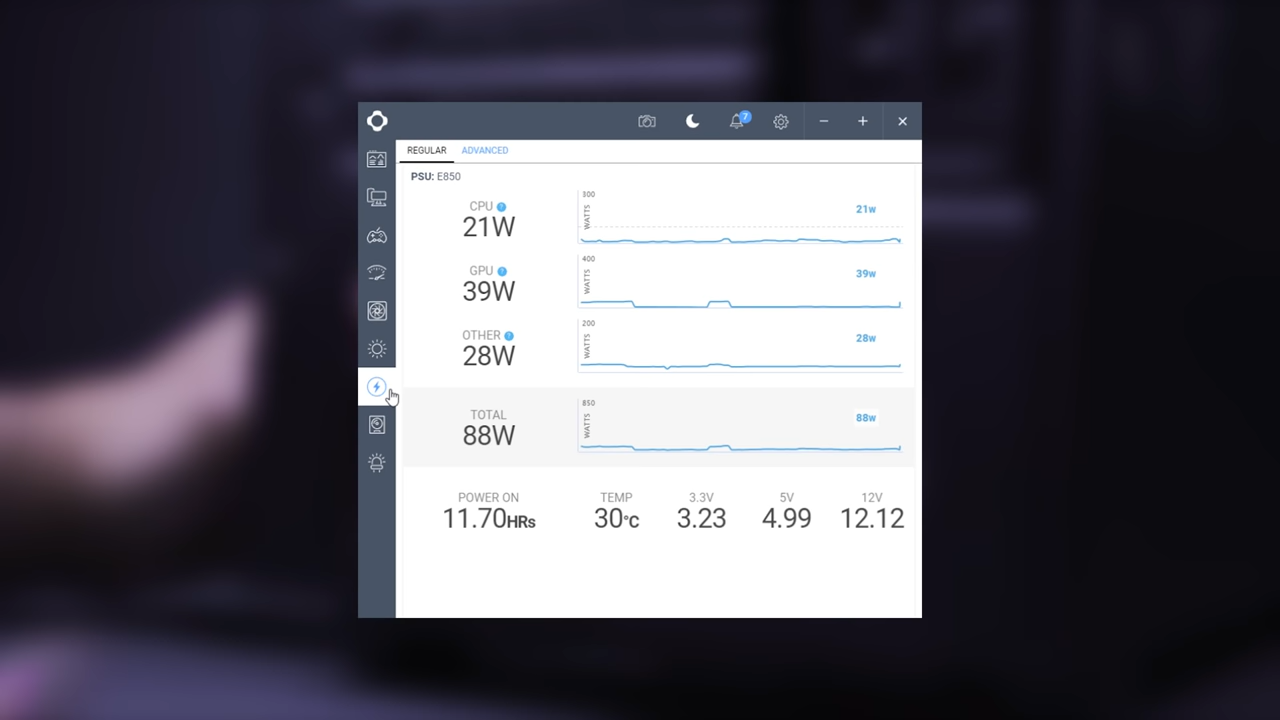 7
REGULAR ADVANCED
PSU: E850
CPU
21W
300
WATTS
21w
GPU
39W
400
WATTS
39w
OTHER
28W
200
WATTS
28w
TOTAL
88W
850
WATTS
88w
POWER ON TEMP 3.3V 5V 12V
11.70HRs 30°C 3.23 4.99 12.12